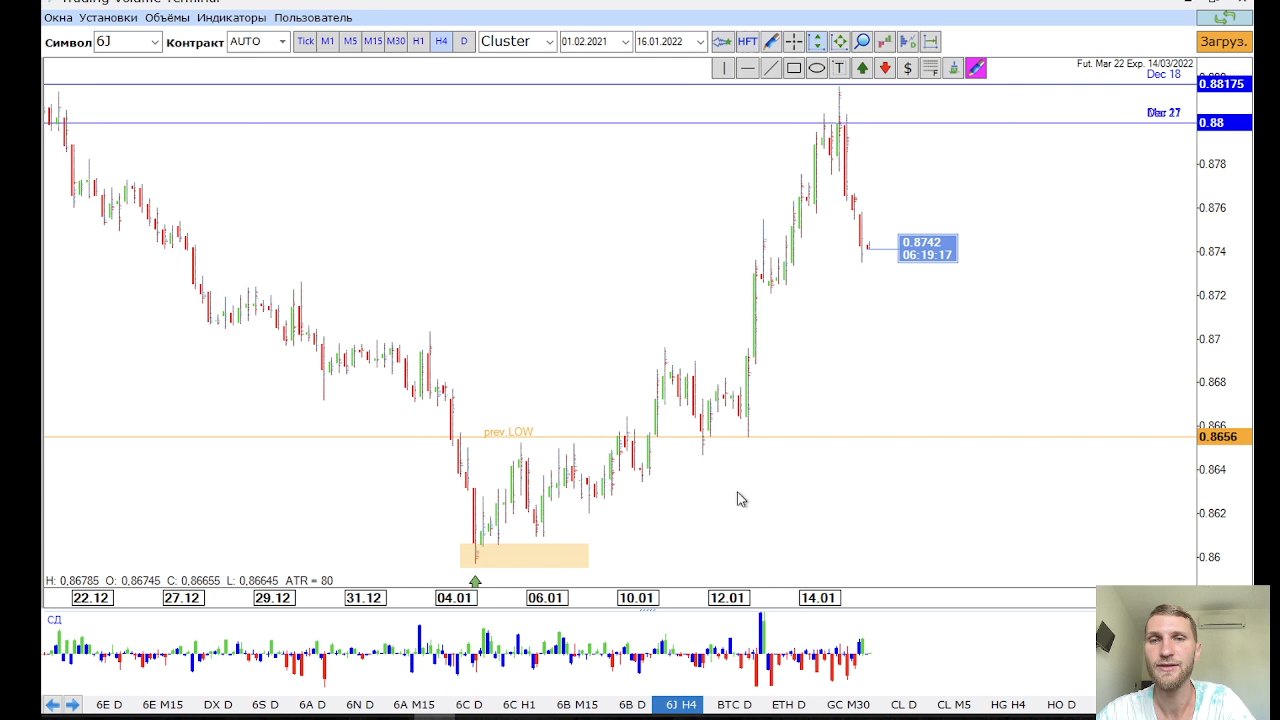 Trading Volume Terminal
Окна Установки Объёмы Индикаторы Пользователь
Символ 6J Контракт AUTO Tick M1 M5 M15 M30 H1 H4 D Cluster 01.02.2021 16.01.2022 HFT Загруз.
T $ F
Fut. Mar 22 Exp. 14/03/2022
Dec 18
0.88175
0.88
0.878
0.876
0.8742
06:19:17
0.874
0.872
0.87
0.868
0.866
prev LOW
0.8656
0.864
0.862
0.86
H: 0,86785 O: 0,86745 C: 0,86655 L: 0,86645 ATR = 80
22.12 27.12 29.12 31.12 04.01 06.01 10.01 12.01 14.01
СД
6E D 6E M15 DX D 6S D 6A D 6N D 6A M15 6C D 6C H1 6B M15 6B D 6J H4 BTC D ETH D GC M30 CL D CL M5 HG H4 HO D